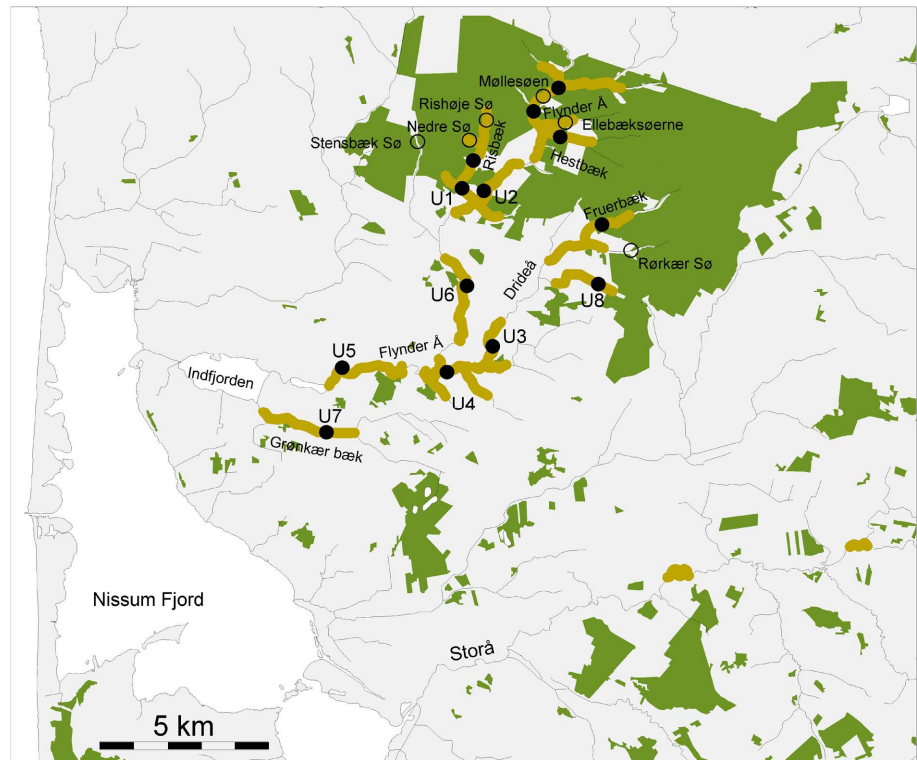 Møllesøen
Rishøje Sø
Flynder Å
Nedre Sø
Ellebæksøerne
Stensbæk Sø
Risbæk
Hestbæk
U1
U2
Fruerbæk
Rørkær Sø
Drideå
U6
U8
U3
Flynder Å
U5
Indfjorden
U4
U7
Grønkær bæk
Nissum Fjord
Storå
5 km